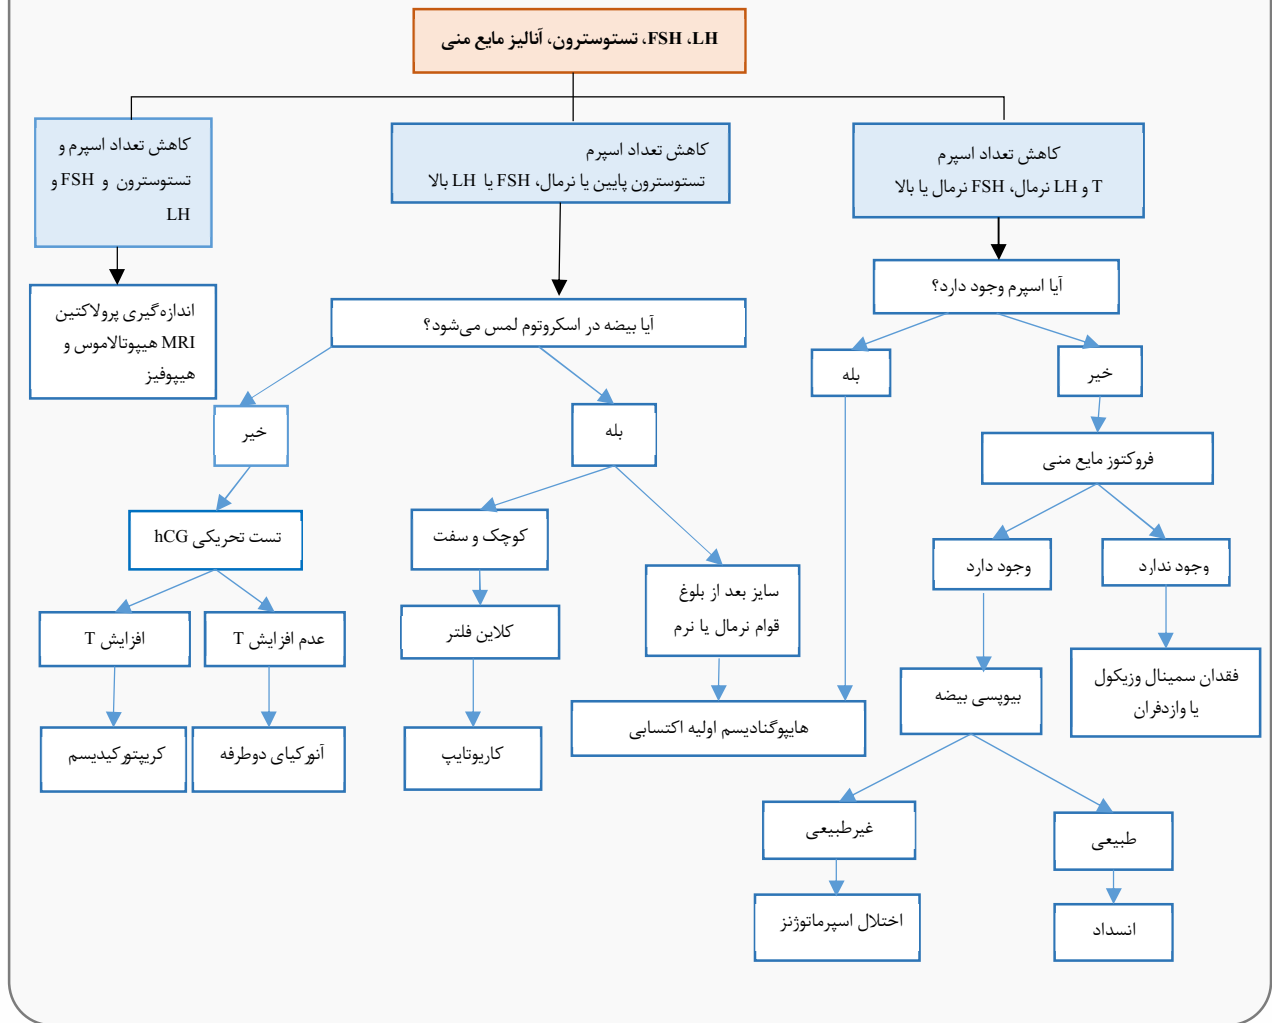 LH، FSH، تستوسترون، آنالیز مایع منی
کاهش تعداد اسپرم
T و LH نرمال، FSH نرمال یا بالا
کاهش تعداد اسپرم
تستوسترون پایین یا نرمال، FSH یا LH بالا
کاهش تعداد اسپرم و
تستوسترون و FSH و
LH
آیا اسپرم وجود دارد؟
اندازه‌گیری پرولاکتین
MRI هیپوتالاموس و
هیپوفیز
آیا بیضه در اسکروتوم لمس می‌شود؟
خیر
بله
بله
خیر
فروکتوز مایع منی
کوچک و سفت
تست تحریکی hCG
وجود ندارد
وجود دارد
سایز بعد از بلوغ
قوام نرمال یا نرم
کلاین فلتر
عدم افزایش T
افزایش T
فقدان سمینال وزیکول
یا وازدفران
بیوپسی بیضه
هایپوگنادیسم اولیه اکتسابی
کاریوتایپ
آنورکیای دوطرفه
کریپتورکیدیسم
طبیعی
غیرطبیعی
انسداد
اختلال اسپرماتوژنز